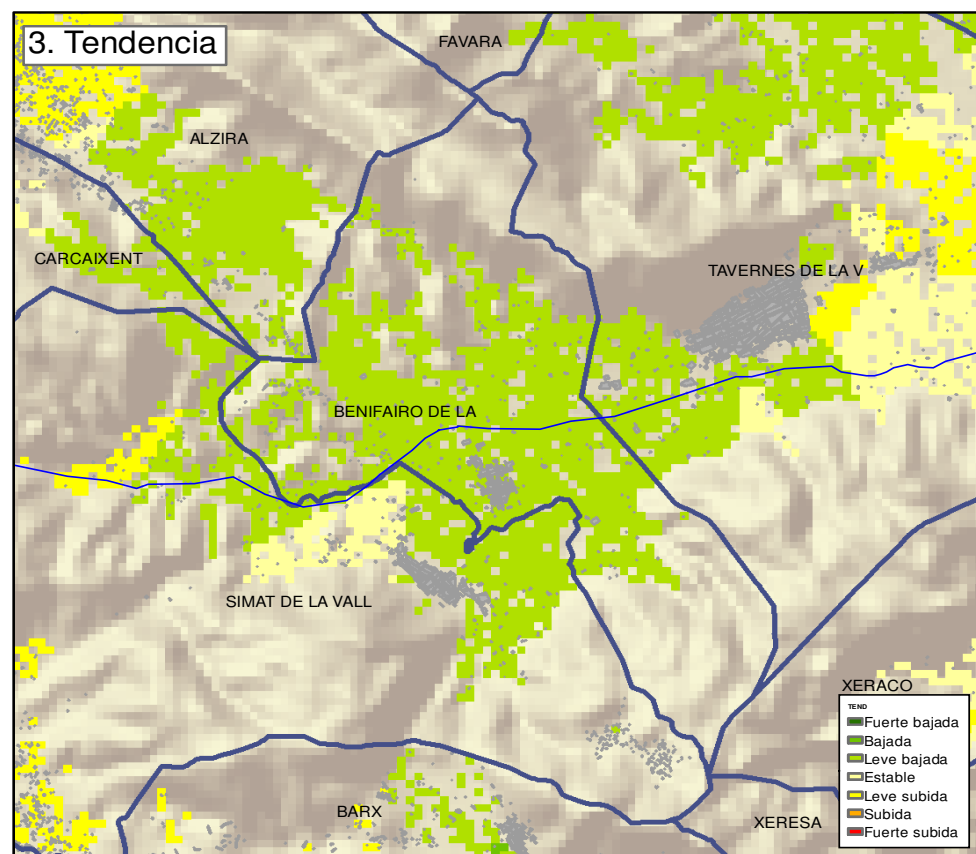 3. Tendencia
FAVARA
ALZIRA
CARCAIXENT
TAVERNES DE LA V
BENIFAIRO DE LA
SIMAT DE LA VALL
XERACO
BARX
XERESA
TEND
Fuerte bajada
Bajada
Leve bajada
Estable
Leve subida
Subida
Fuerte subida